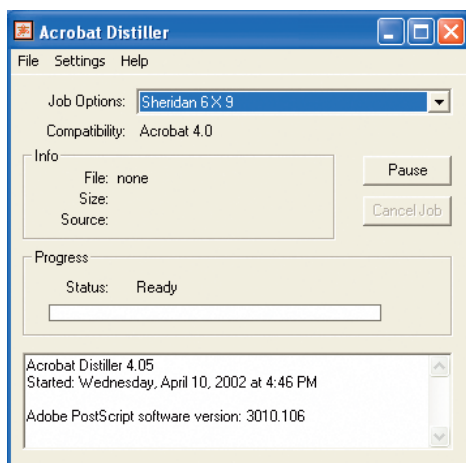 Acrobat Distiller
File Settings Help
Job Options: Sheridan 6 X 9
Compatibility: Acrobat 4.0
Info
File: none
Size:
Source:
Pause
Cancel Job
Progress
Status: Ready
Acrobat Distiller 4.05
Started: Wednesday, April 10, 2002 at 4:46 PM
Adobe PostScript software version: 3010.106